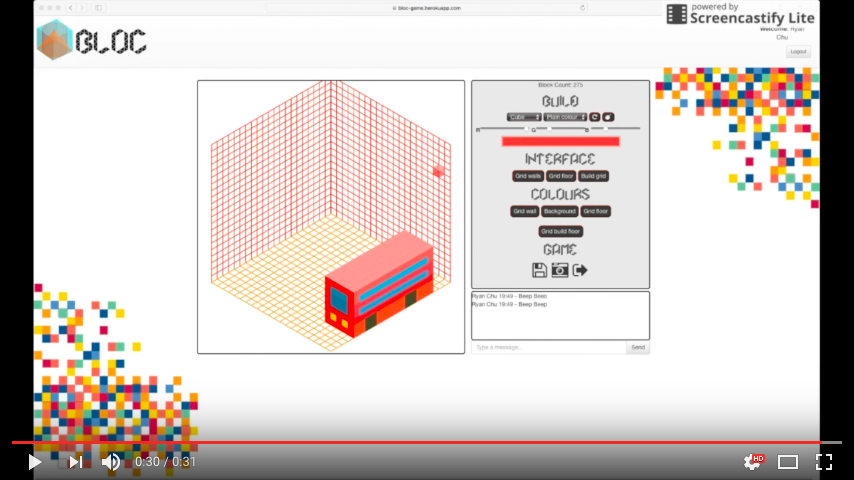 bloc-game.herokuapp.com
powered by
Screencastify Lite
BLOC
Welcome: Ryan
Chu
Logout
Block Count: 275
BUILD
Cube
Plain colour
R
G
B
INTERFACE
Grid walls
Grid floor
Build grid
COLOURS
Grid wall
Background
Grid floor
Grid build floor
GAME
Ryan Chu 19:49 - Beep Beep
Ryan Chu 19:49 - Beep Beep
Type a message...
Send
0:30 / 0:31
HD